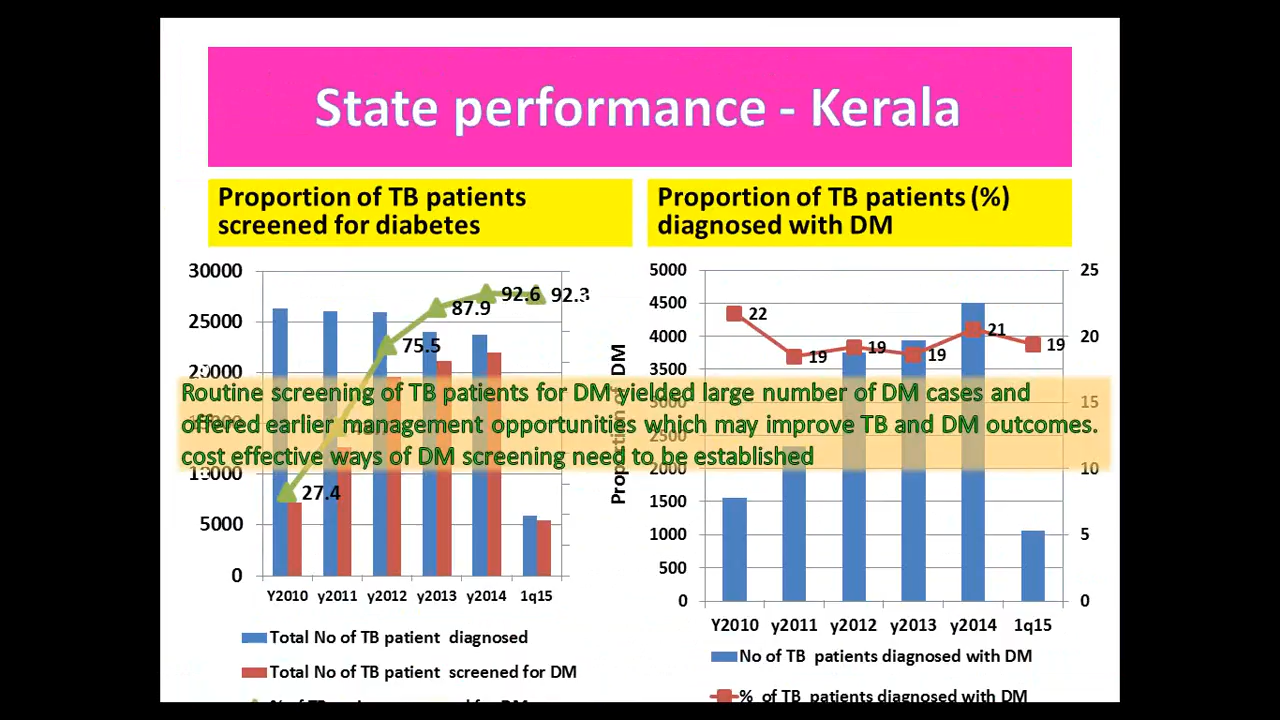 State performance - Kerala
Proportion of TB patients
screened for diabetes
Proportion of TB patients (%)
diagnosed with DM
30000
25000
20000
5000
0
27.4
75.5
87.9
92.6
92.3
Y2010 y2011 y2012 y2013 y2014 1q15
Total No of TB patient diagnosed
Total No of TB patient screened for DM
5000
4500
4000
3500
3000
2500
1500
1000
500
0
25
20
15
10
5
0
22
19
19
19
21
19
Y2010 y2011 y2012 y2013 y2014 1q15
No of TB patients diagnosed with DM
% of TB patients diagnosed with DM
Routine screening of TB patients for DM yielded large number of DM cases and
offered earlier management opportunities which may improve TB and DM outcomes.
cost effective ways of DM screening need to be established